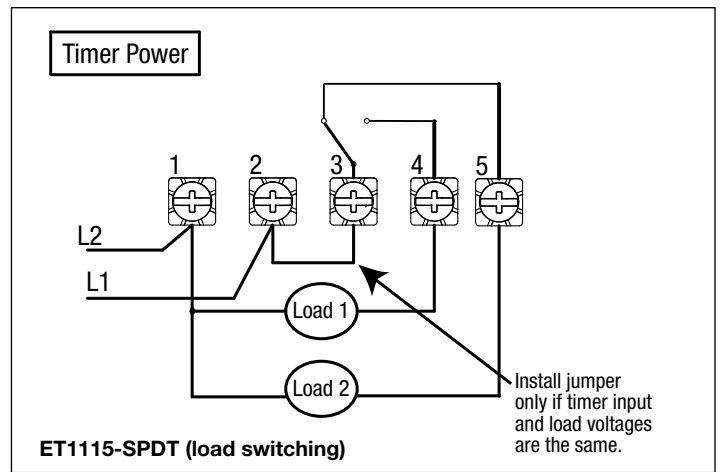 Timer Power
1 2 3 4 5
L2
L1
Load 1
Load 2
Install jumper
only if timer input
and load voltages
are the same.
ET1115-SPDT (load switching)